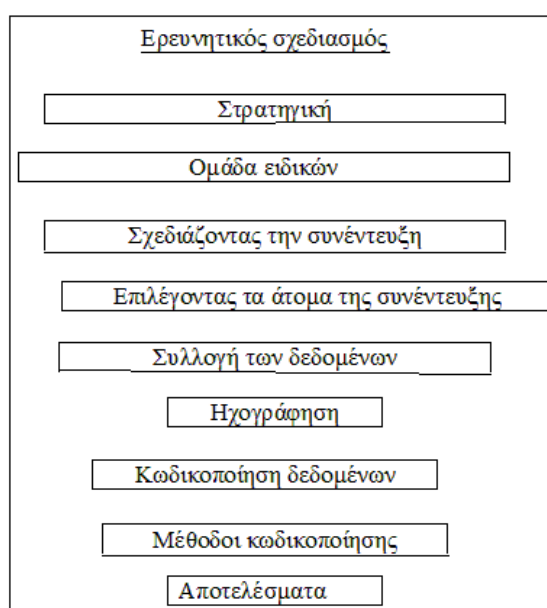 Ερευνητικός σχεδιασμός
Στρατηγική
Ομάδα ειδικών
Σχεδιάζοντας την συνέντευξη
Επιλέγοντας τα άτομα της συνέντευξης
Συλλογή των δεδομένων
Ηχογράφηση
Κωδικοποίηση δεδομένων
Μέθοδοι κωδικοποίησης
Αποτελέσματα